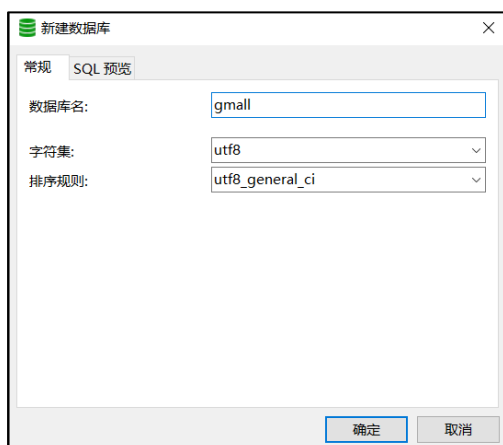 新建数据库
常规 SQL 预览
数据库名: gmall
字符集: utf8
排序规则: utf8_general_ci
确定 取消